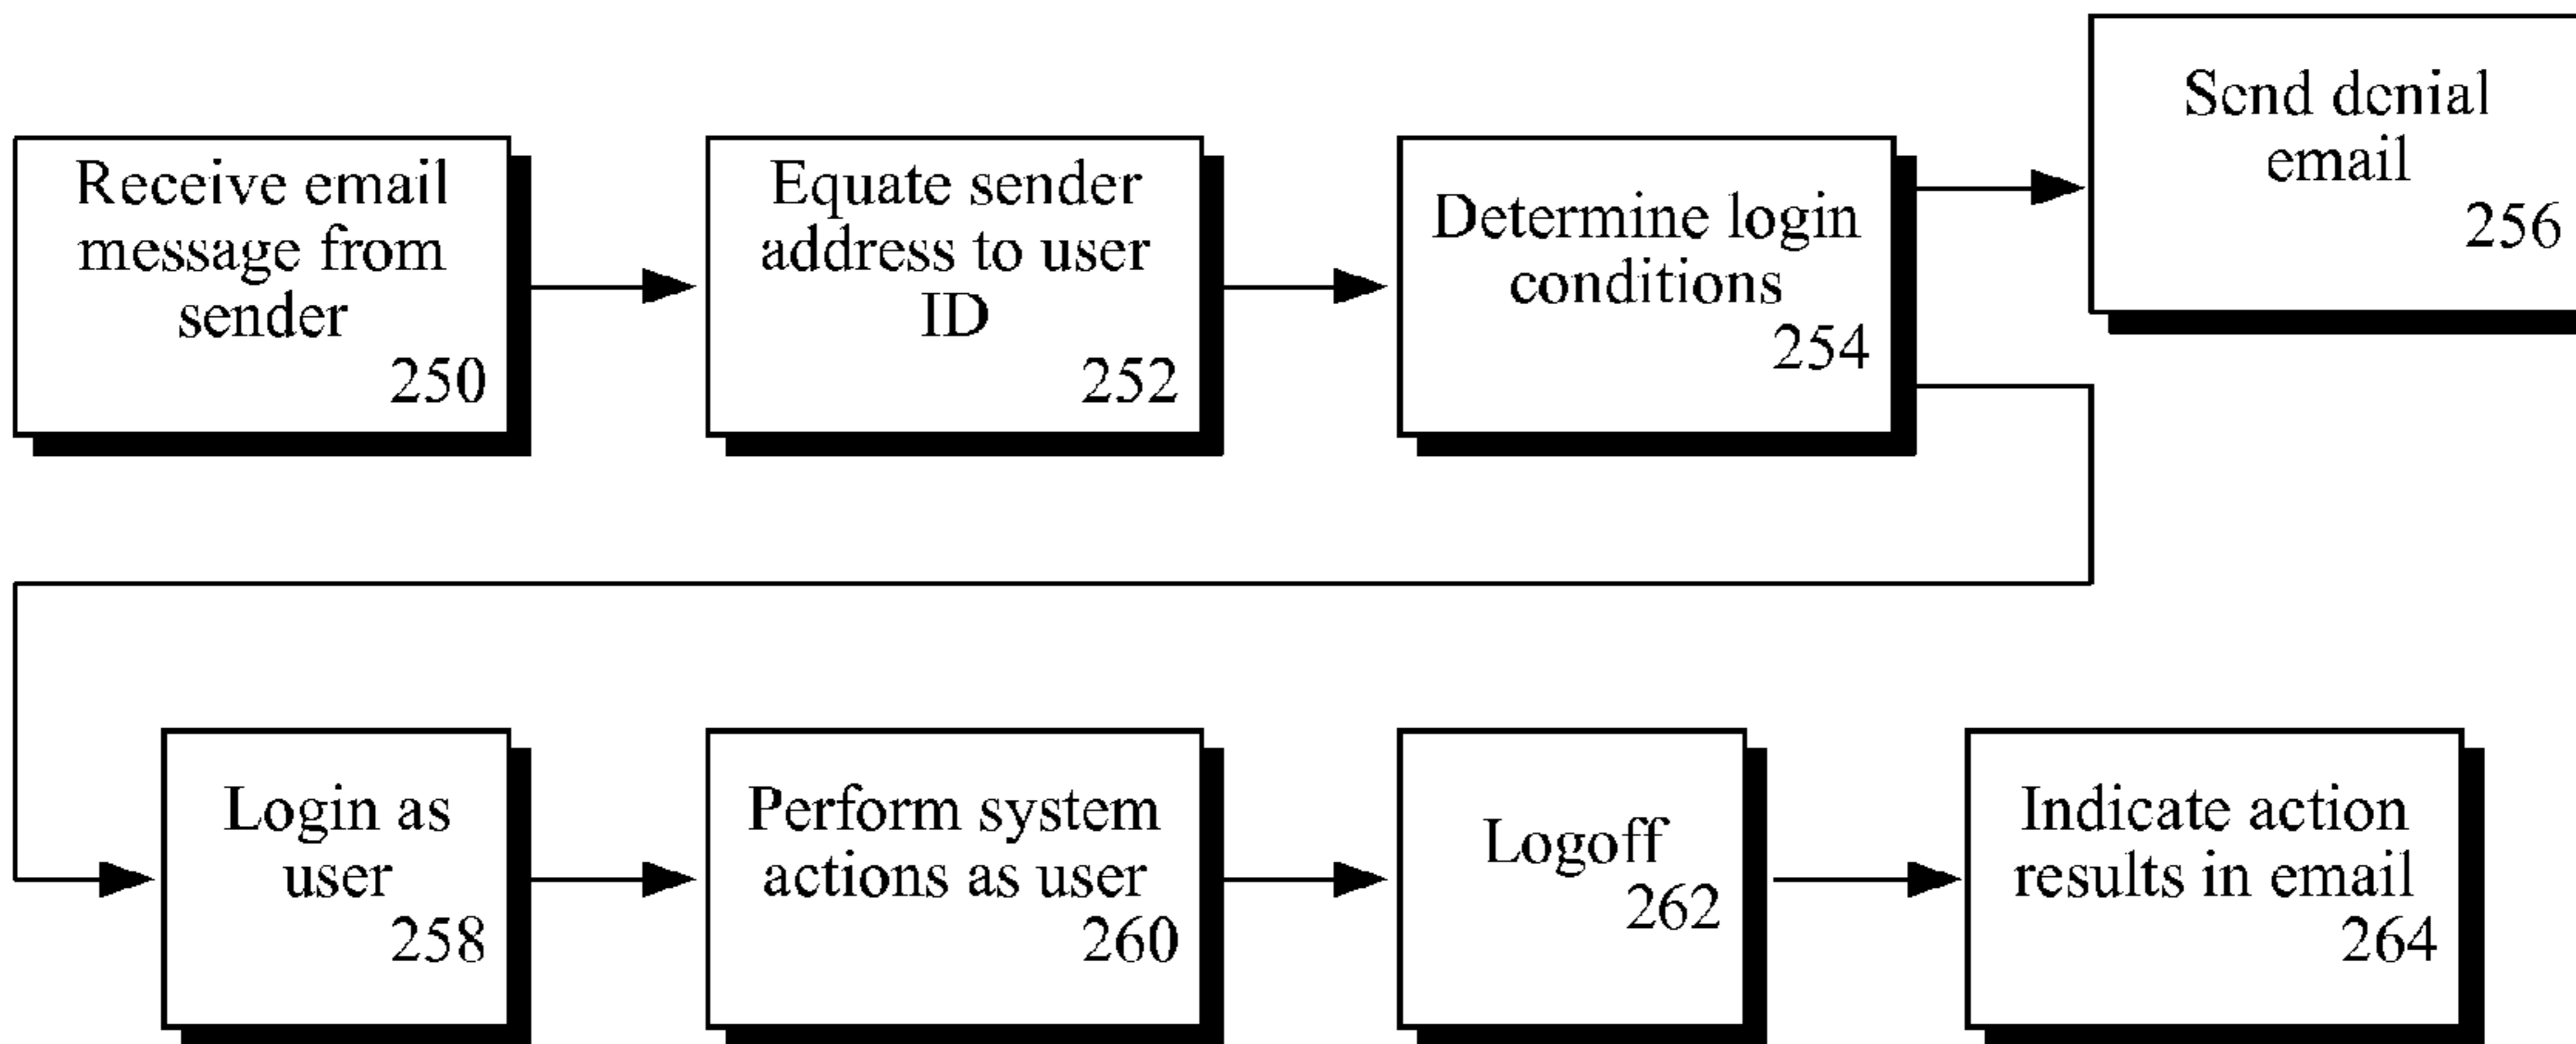 Receive email
message from
sender
250
Equate sender
address to user
ID
252
Determine login
conditions
254
Send denial
email
256
Login as
user
258
Perform system
actions as user
260
Logoff
262
Indicate action
results in email
264